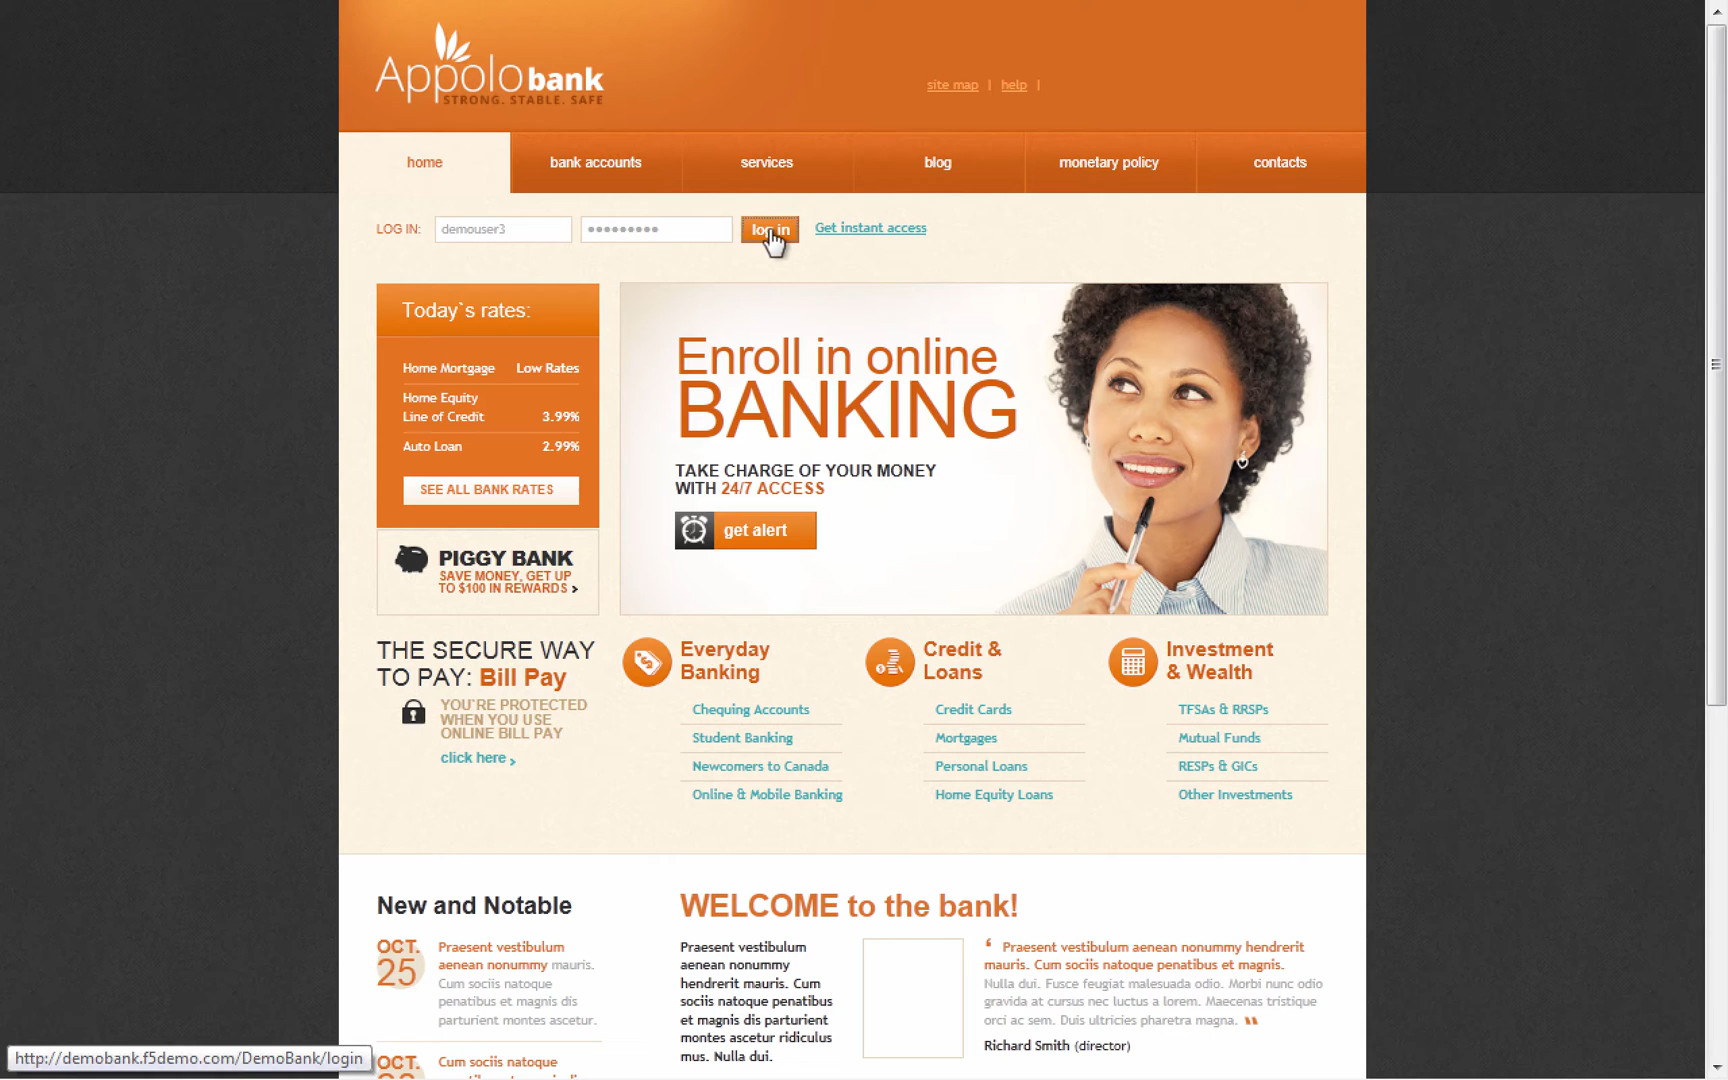 Appolo bank
STRONG. STABLE. SAFE
site map | help |
home
bank accounts
services
blog
monetary policy
contacts
LOG IN:
demouser3
•••••••••
log in
Get instant access
Today`s rates:
Home Mortgage Low Rates
Home Equity
Line of Credit 3.99%
Auto Loan 2.99%
SEE ALL BANK RATES
PIGGY BANK
SAVE MONEY, GET UP
TO $100 IN REWARDS
Enroll in online
BANKING
TAKE CHARGE OF YOUR MONEY
WITH 24/7 ACCESS
get alert
THE SECURE WAY
TO PAY: Bill Pay
YOU`RE PROTECTED
WHEN YOU USE
ONLINE BILL PAY
click here
Everyday
Banking
Chequing Accounts
Student Banking
Newcomers to Canada
Online & Mobile Banking
Credit &
Loans
Credit Cards
Mortgages
Personal Loans
Home Equity Loans
Investment
& Wealth
TFSAs & RRSPs
Mutual Funds
RESPs & GICs
Other Investments
New and Notable
OCT.
25
Praesent vestibulum
aenean nonummy mauris.
Cum sociis natoque
penatibus et magnis dis
parturient montes ascetur.
OCT.
Cum sociis natoque
WELCOME to the bank!
Praesent vestibulum
aenean nonummy
hendrerit mauris. Cum
sociis natoque penatibus
et magnis dis parturient
montes ascetur ridiculus
mus. Nulla dui.
‘ Praesent vestibulum aenean nonummy hendrerit
mauris. Cum sociis natoque penatibus et magnis.
Nulla dui. Fusce feugiat malesuada odio. Morbi nunc odio
gravida at cursus nec luctus a lorem. Maecenas tristique
orci ac sem. Duis ultricies pharetra magna. "
Richard Smith (director)
http://demobank.f5demo.com/DemoBank/login